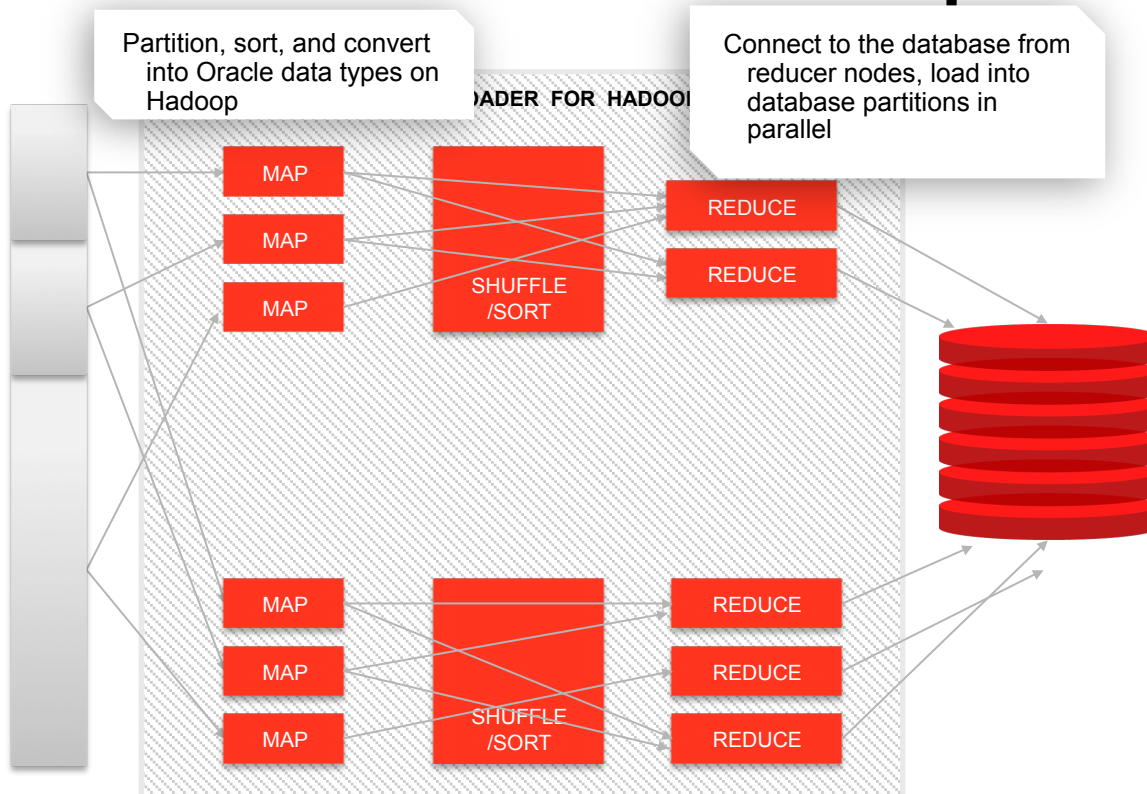 Partition, sort, and convert
into Oracle data types on
Hadoop
Connect to the database from
reducer nodes, load into
database partitions in
parallel
FOR
MAP
MAP
MAP
SHUFFLE
/SORT
REDUCE
REDUCE
MAP
MAP
MAP
SHUFFLE
/SORT
REDUCE
REDUCE
REDUCE